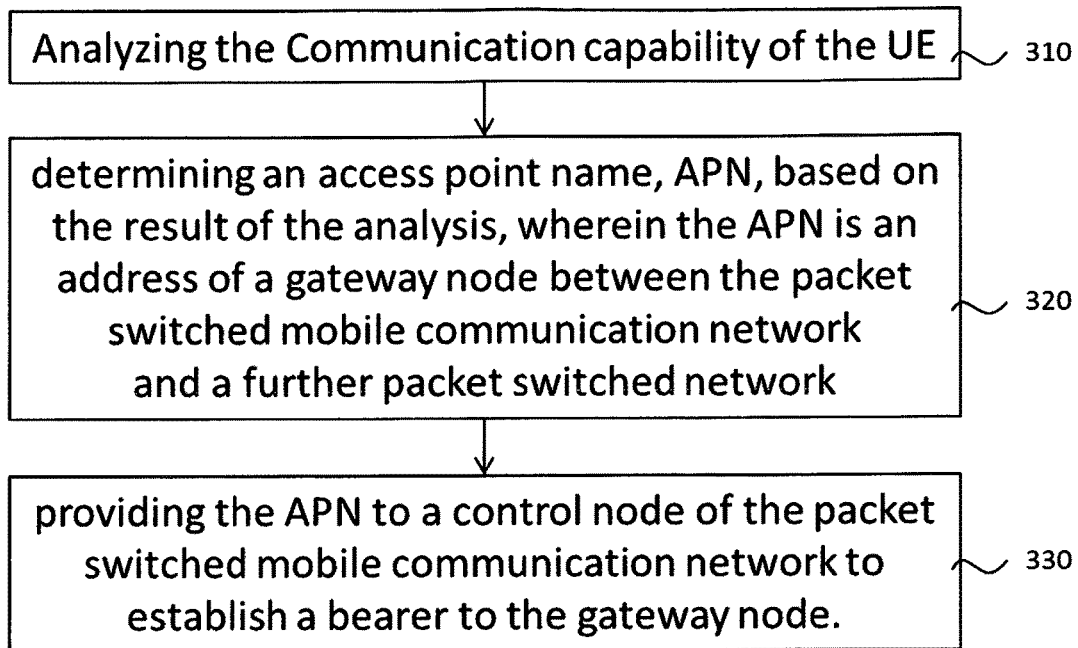 Analyzing the Communication capability of the UE
310
determining an access point name, APN, based on
the result of the analysis, wherein the APN is an
address of a gateway node between the packet
switched mobile communication network
and a further packet switched network
320
providing the APN to a control node of the packet
switched mobile communication network to
establish a bearer to the gateway node.
330